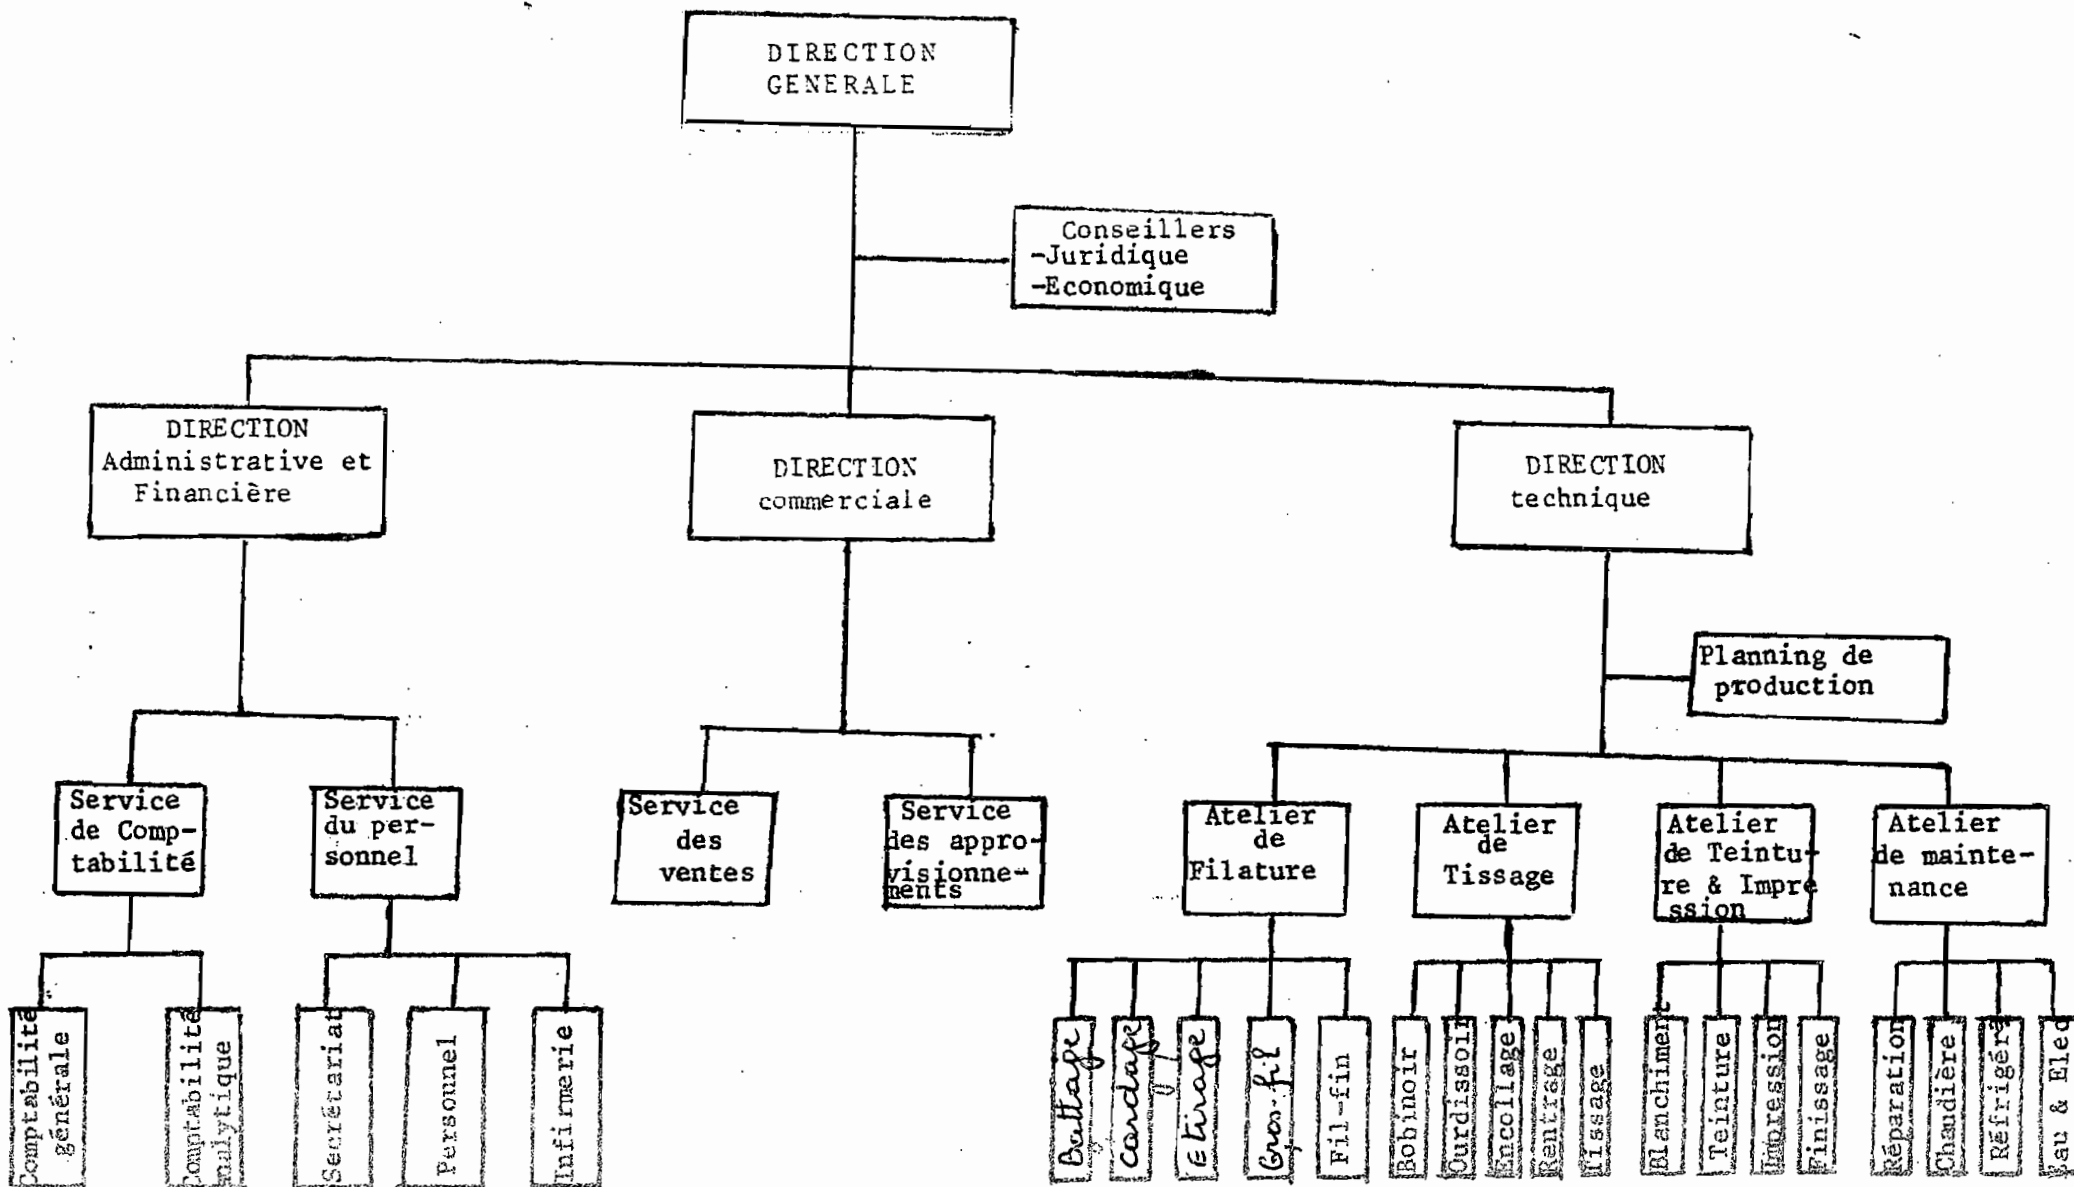 DIRECTION
GENERALE
Conseillers
-Juridique
-Economique
DIRECTION
Administrative et
Financière
DIRECTION
commerciale
DIRECTION
technique
Planning de
production
Service
de Comp-
tabilité
Service
du per-
sonnel
Service
des
ventes
Service
des appro-
visionne-
ments
Atelier
de
Filature
Atelier
de
Tissage
Atelier
de Teintu-
re & Impre
ssion
Atelier
de mainte-
nance
Comptabilité
générale
Comptabilité
analytique
Secrétariat
Personnel
Infirmerie
Battage
cardage
Etirage
Gros-fil
Fil-fin
Bobinoir
Ourdissoir
Encollage
Rentrage
Tissage
Blanchiment
Teinture
Impression
Finissage
Réparation
Chaudière
Réfrigéra
Eau & Elec